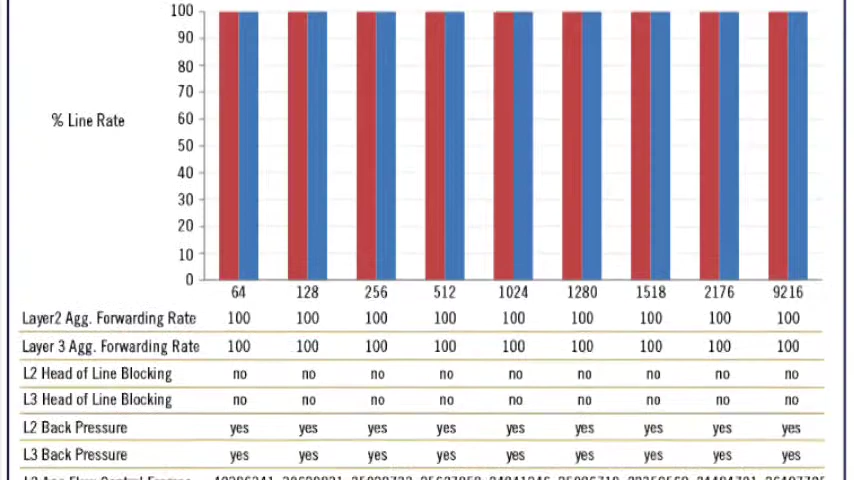 100
90
80
70
60
% Line Rate
50
40
30
20
10
0
64 128 256 512 1024 1280 1518 2176 9216
Layer2 Agg. Forwarding Rate 100 100 100 100 100 100 100 100 100
Layer 3 Agg. Forwarding Rate 100 100 100 100 100 100 100 100 100
L2 Head of Line Blocking no no no no no no no no no
L3 Head of Line Blocking no no no no no no no no no
L2 Back Pressure yes yes yes yes yes yes yes yes yes
L3 Back Pressure yes yes yes yes yes yes yes yes yes